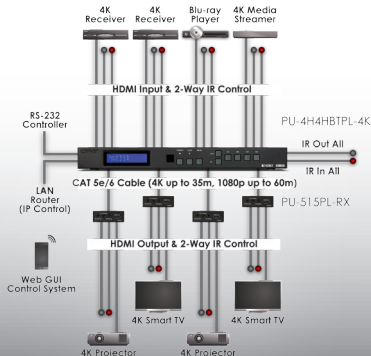 4K
Receiver
4K
Receiver
Blu-ray
Player
4K Media
Streamer
HDMI Input & 2-Way IR Control
RS-232
Controller
PU-4H4HBTPL-4K
IR Out All
IR In All
LAN
Router
(IP Control)
CAT 5e/6 Cable (4K up to 35m, 1080p up to 60m)
PU-515PL-RX
HDMI Output & 2-Way IR Control
Web GUI
Control System
4K Smart TV
4K Smart TV
4K Projector
4K Projector